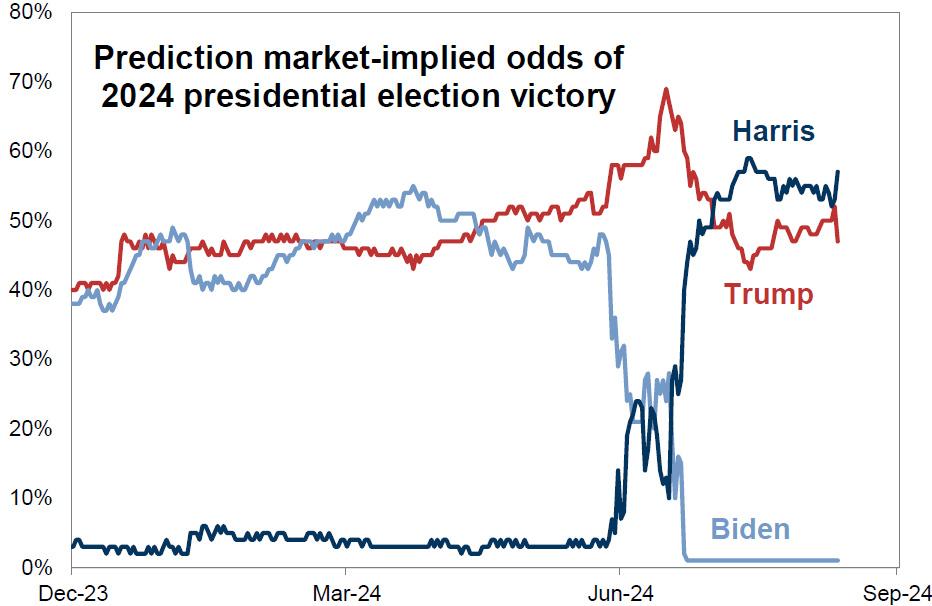 80%
Prediction market-implied odds of
2024 presidential election victory
70%
Harris
60%
50%
40%
Trump
30%
20%
10%
Biden
0%
Dec-23
Mar-24
Jun-24
Sep-24